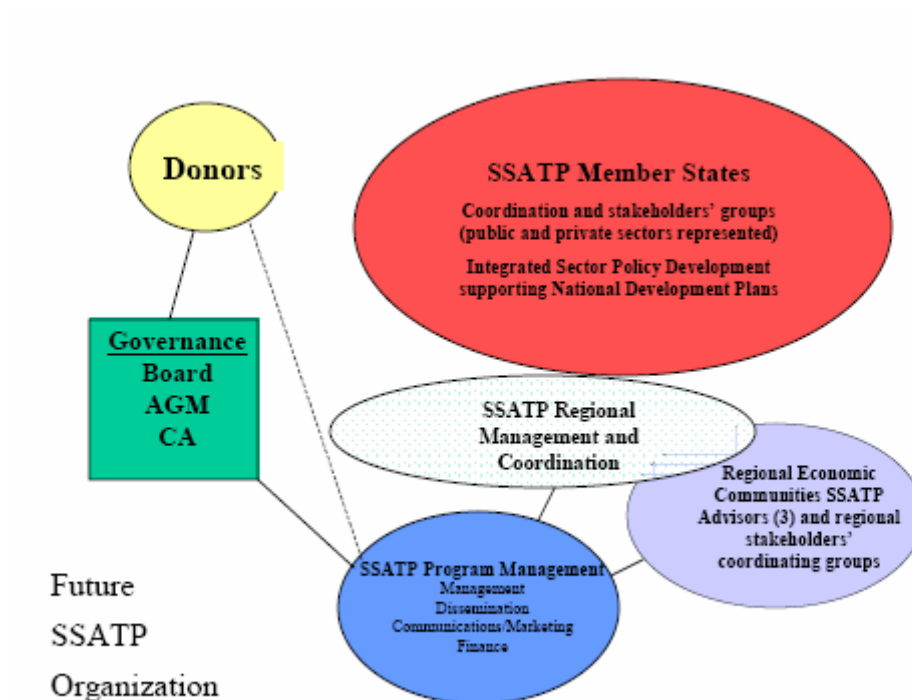 Donors
SSATP Member States
Coordination and stakeholders' groups
(public and private sectors represented)
Integrated Sector Policy Development
supporting National Development Plans
Governance
Board
AGM
CA
SSATP Regional
Management and
Coordination
Regional Economic
Communities SSATP
Advisors (3) and regional
stakeholders'
coordinating groups
SSATP Program Management
Management
Dissemination
Communications/Marketing
Finance
Future
SSATP
Organization